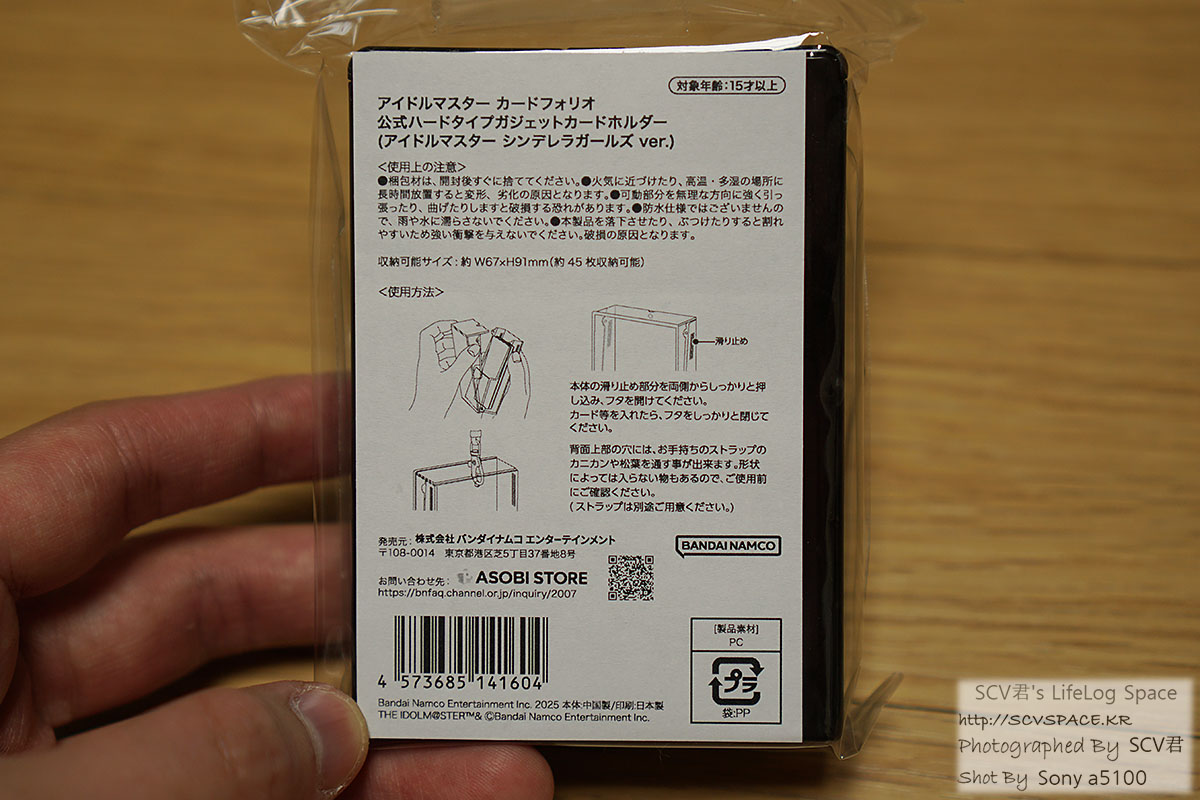 対象年齢:15才以上
アイドルマスター カードフォリオ
公式ハードタイプガジェットカードホルダー
(アイドルマスター シンデレラガールズ ver.)
<使用上の注意>
●梱包材は、開封後すぐに捨ててください。●火気に近づけたり、高温・多湿の場所に
長時間放置すると変形、劣化の原因となります。●可動部分を無理な方向に強く引っ
張ったり、曲げたりしますと破損する恐れがあります。●防水仕様ではございませんの
で、雨や水に濡らさないでください。●本製品を落下させたり、ぶつけたりすると割れ
やすいため強い衝撃を与えないでください。破損の原因となります。
収納可能サイズ：約 W67×H91mm(約 45 枚収納可能)
<使用方法>
滑り止め
本体の滑り止め部分を両側からしっかりと押
し込み、フタを開けてください。
カード等を入れたら、フタをしっかりと閉じて
ください。
背面上部の穴には、お手持ちのストラップの
カニカンや松葉を通す事が出来ます。形状
によっては入らない物もあるので、ご使用前
にご確認ください。
(ストラップは別途ご用意ください。)
発売元：株式会社 バンダイナムコ エンターテインメント
〒108-0014 東京都港区芝5丁目37番地8号
BANDAI NAMCO
お問い合わせ先： ASOBI STORE
https://bnfaq.channel.or.jp/inquiry/2007
4 573685 141604
[製品素材]
PC
プラ
袋:PP
Bandai Namco Entertainment Inc. 2025 本体:中国製/印刷:日本製
THE IDOLM@STER™& ©Bandai Namco Entertainment Inc.
SCV君's LifeLog Space
http://SCVSPACE.KR
Photographed By SCV君
Shot By Sony a5100